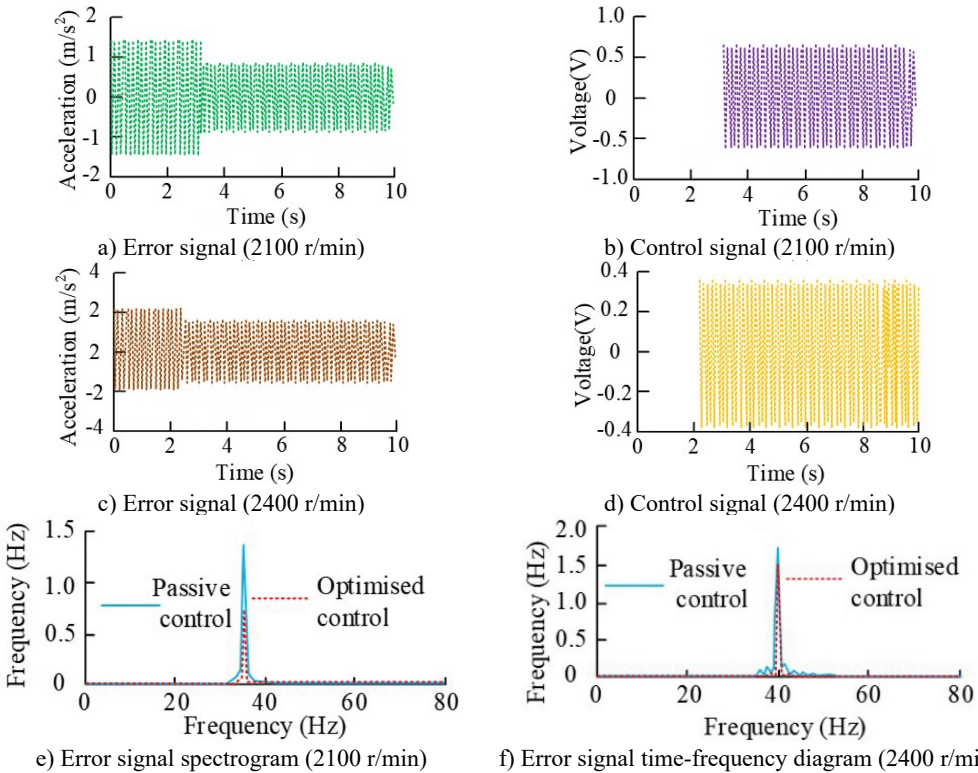 2
1
0
-1
-2
Acceleration (m/s²)
0 2 4 6 8 10
Time (s)
a) Error signal (2100 r/min)
1.0
0.5
0
-0.5
-1.0
Voltage(V)
0 2 4 6 8 10
Time (s)
b) Control signal (2100 r/min)
4
2
2
-2
-4
Acceleration (m/s²)
0 2 4 6 8 10
Time (s)
c) Error signal (2400 r/min)
0.4
0.2
0
-0.2
-0.4
Voltage(V)
0 2 4 6 8 10
Time (s)
d) Control signal (2400 r/min)
1.5
1.0
0.5
0
Frequency (Hz)
Passive
control
Optimised
control
0 20 40 60 80
Frequency (Hz)
e) Error signal spectrogram (2100 r/min)
2.0
1.5
1.0
0.5
0
Frequency (Hz)
Passive
control
Optimised
control
0 20 40 60 80
Frequency (Hz)
f) Error signal time-frequency diagram (2400 r/mi